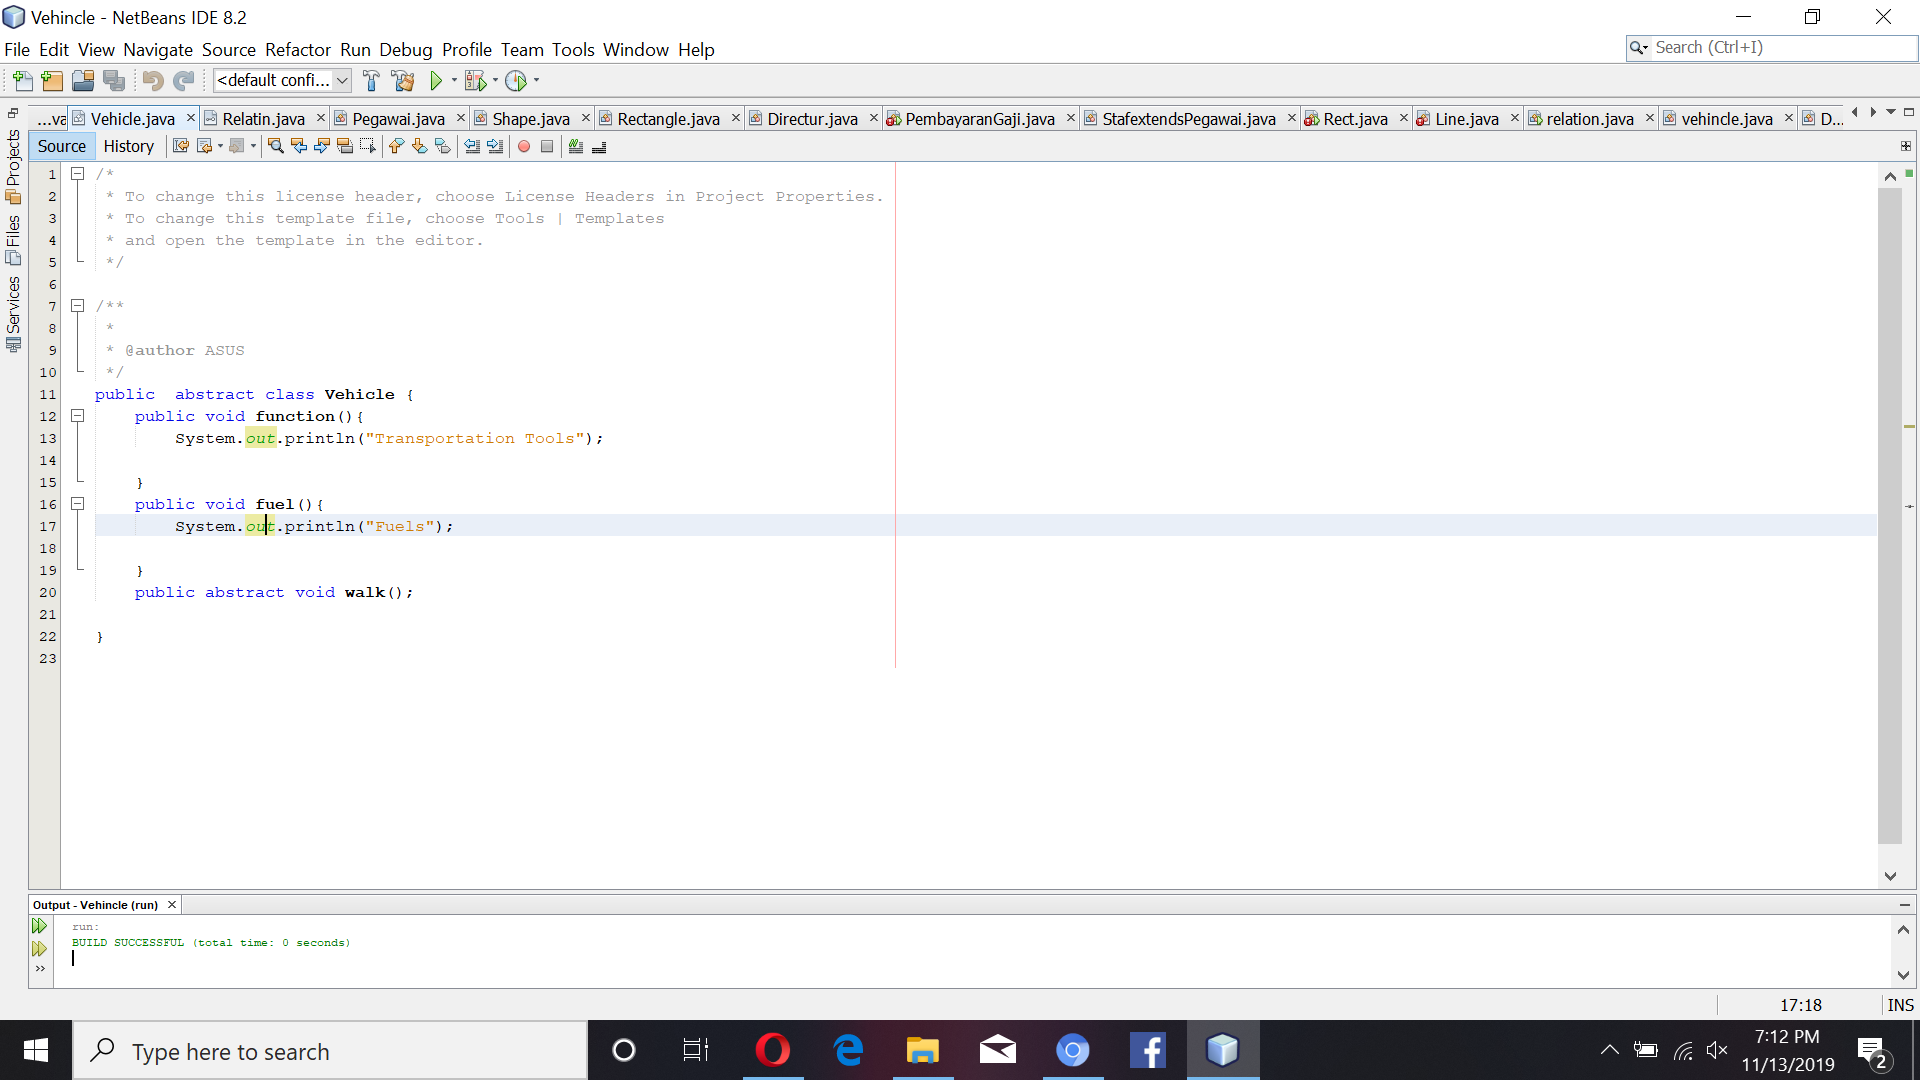 Vehincle - NetBeans IDE 8.2
File Edit View Navigate Source Refactor Run Debug Profile Team Tools Window Help
Search (Ctrl+I)
<default confi...
...va Vehicle.java Relatin.java Pegawai.java Shape.java Rectangle.java Directur.java PembayaranGaji.java StafextendsPegawai.java Rect.java Line.java relation.java vehincle.java D...
Source History
Projects
Files
Services
1 /*
2 * To change this license header, choose License Headers in Project Properties.
3 * To change this template file, choose Tools | Templates
4 * and open the template in the editor.
5 */
6
7 /**
8 *
9 * @author ASUS
10 */
11 public  abstract class Vehicle {
12 public void function(){
13 System.out.println("Transportation Tools");
14
15 }
16 public void fuel(){
17 System.out.println("Fuels");
18
19 }
20 public abstract void walk();
21
22 }
23
Output - Vehincle (run)
run:
BUILD SUCCESSFUL (total time: 0 seconds)
17:18 INS
Type here to search
7:12 PM
11/13/2019
2